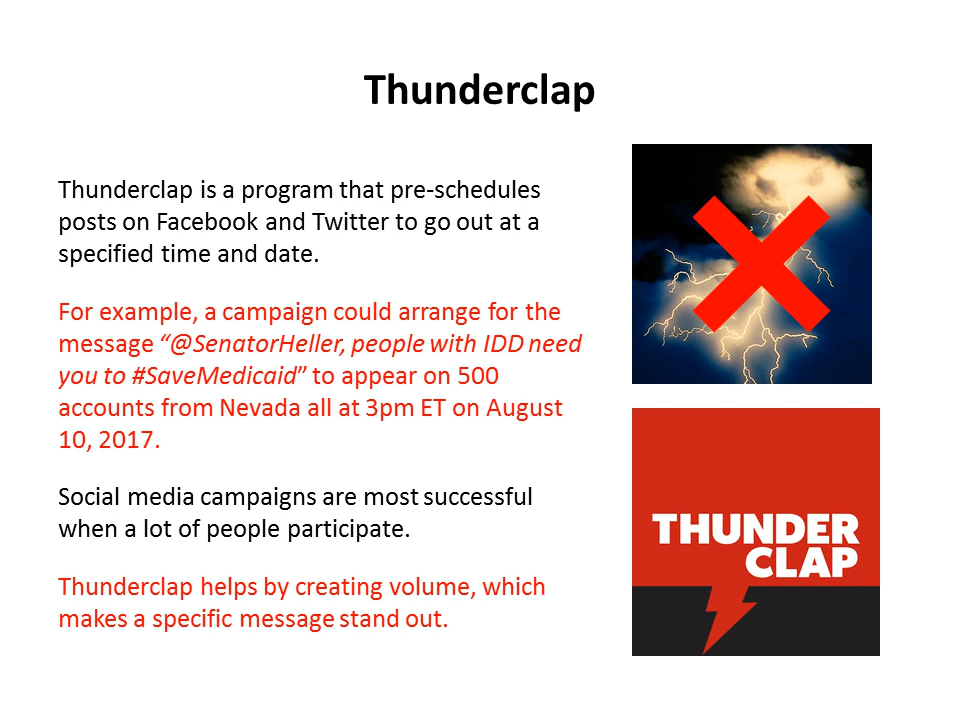 Thunderclap
Thunderclap is a program that pre-schedules
posts on Facebook and Twitter to go out at a
specified time and date.
For example, a campaign could arrange for the
message “@SenatorHeller, people with IDD need
you to #SaveMedicaid” to appear on 500
accounts from Nevada all at 3pm ET on August
10, 2017.
Social media campaigns are most successful
when a lot of people participate.
Thunderclap helps by creating volume, which
makes a specific message stand out.
THUNDER
CLAP